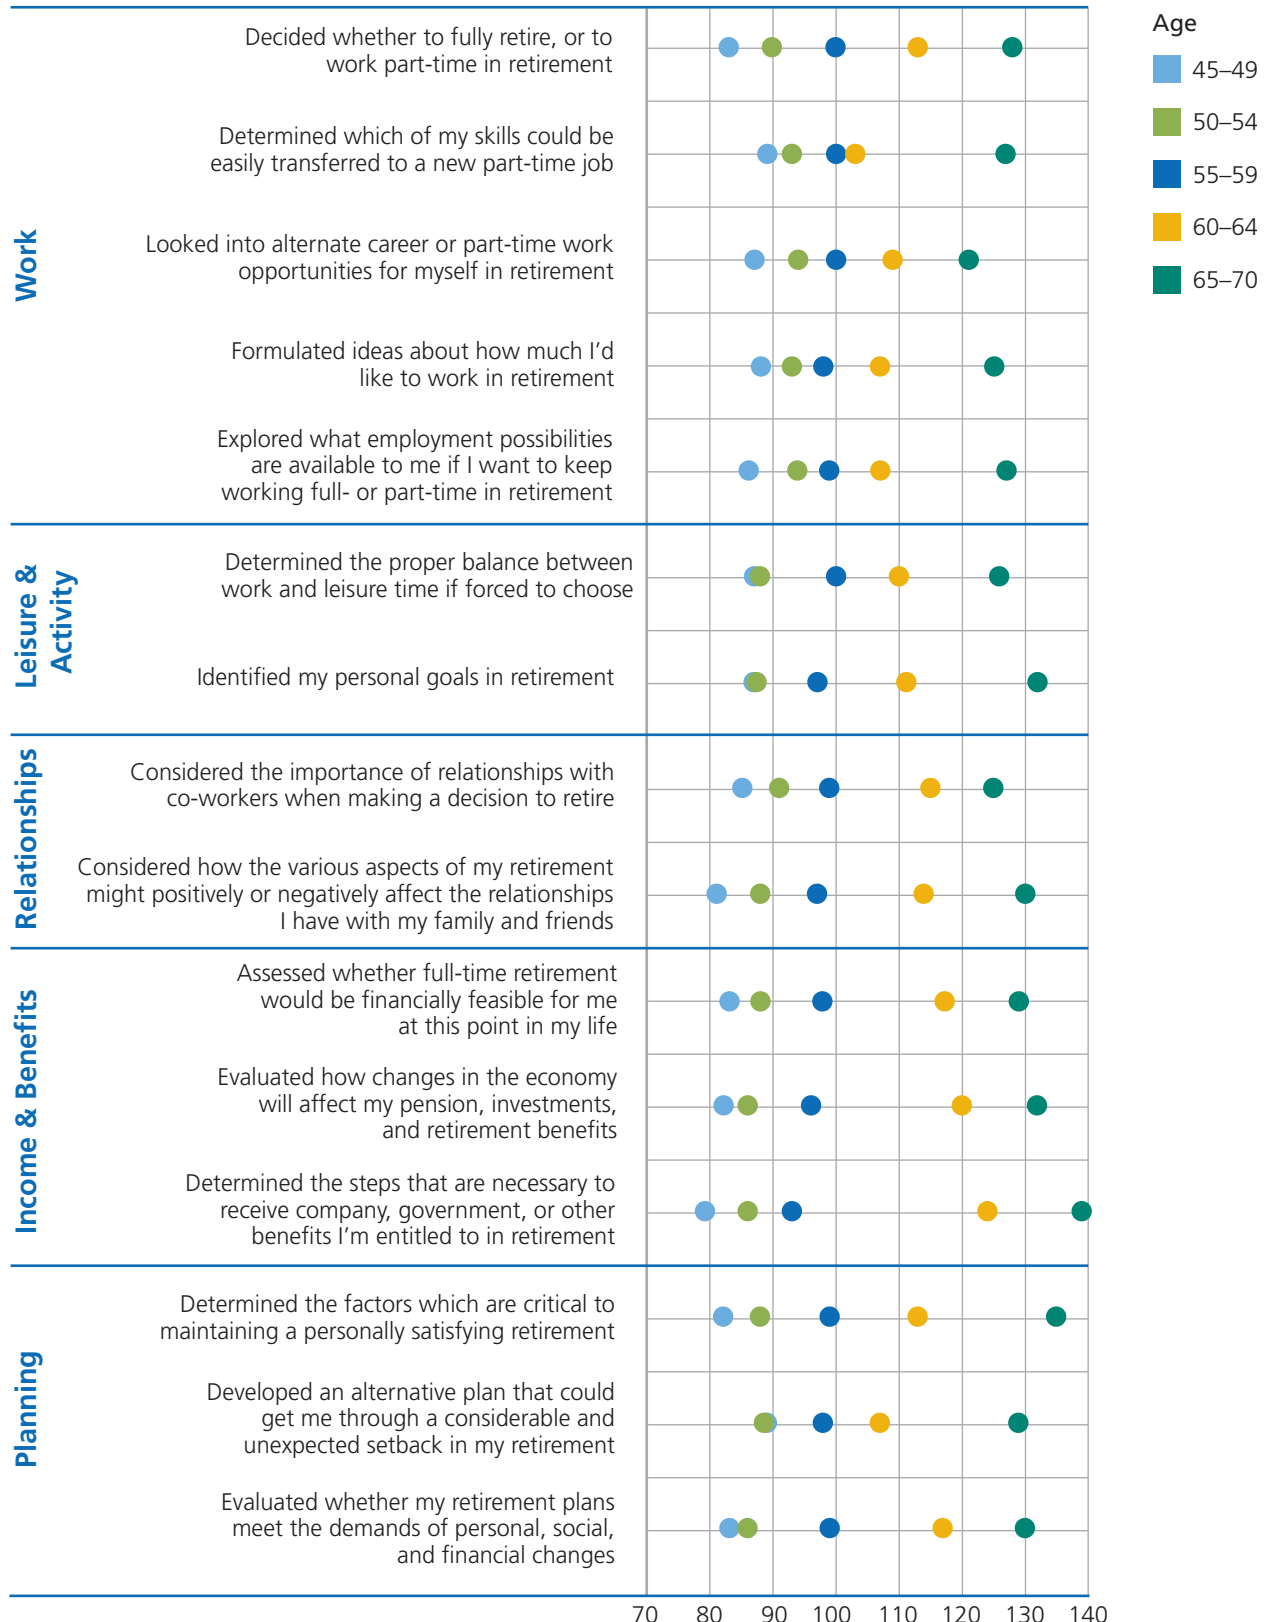 Age
45–49
50–54
55–59
60–64
65–70
Work
Decided whether to fully retire, or to
work part-time in retirement
Determined which of my skills could be
easily transferred to a new part-time job
Looked into alternate career or part-time work
opportunities for myself in retirement
Formulated ideas about how much I’d
like to work in retirement
Explored what employment possibilities
are available to me if I want to keep
working full- or part-time in retirement
Leisure &
Activity
Determined the proper balance between
work and leisure time if forced to choose
Identified my personal goals in retirement
Relationships
Considered the importance of relationships with
co-workers when making a decision to retire
Considered how the various aspects of my retirement
might positively or negatively affect the relationships
I have with my family and friends
Income & Benefits
Assessed whether full-time retirement
would be financially feasible for me
at this point in my life
Evaluated how changes in the economy
will affect my pension, investments,
and retirement benefits
Determined the steps that are necessary to
receive company, government, or other
benefits I’m entitled to in retirement
Planning
Determined the factors which are critical to
maintaining a personally satisfying retirement
Developed an alternative plan that could
get me through a considerable and
unexpected setback in my retirement
Evaluated whether my retirement plans
meet the demands of personal, social,
and financial changes
70 80 90 100 110 120 130 140